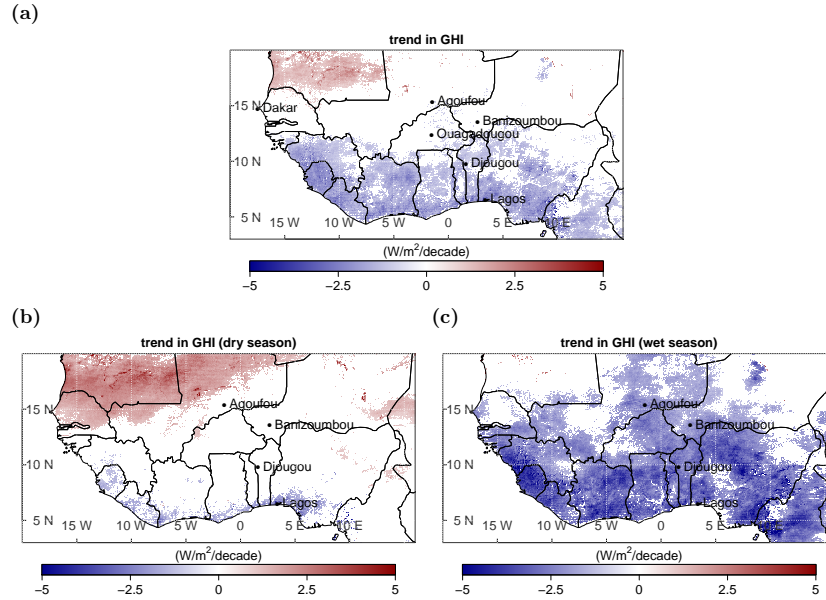 (a)
trend in GHI
15 N
Dakar
Agoufou
Banizoumbou
Ouagadougou
10 N
Djougou
Lagos
5 N
15 W 10 W 5 W 0 5 E 10 E
(W/m²/decade)
−5 −2.5 0 2.5 5
(b)
trend in GHI (dry season)
15 N
Agoufou
Banizoumbou
10 N
Djougou
Lagos
5 N
15 W 10 W 5 W 0 5 E 10 E
(W/m²/decade)
−5 −2.5 0 2.5 5
(c)
trend in GHI (wet season)
15 N
Agoufou
Banizoumbou
10 N
Djougou
Lagos
5 N
15 W 10 W 5 W 0 5 E 10 E
(W/m²/decade)
−5 −2.5 0 2.5 5